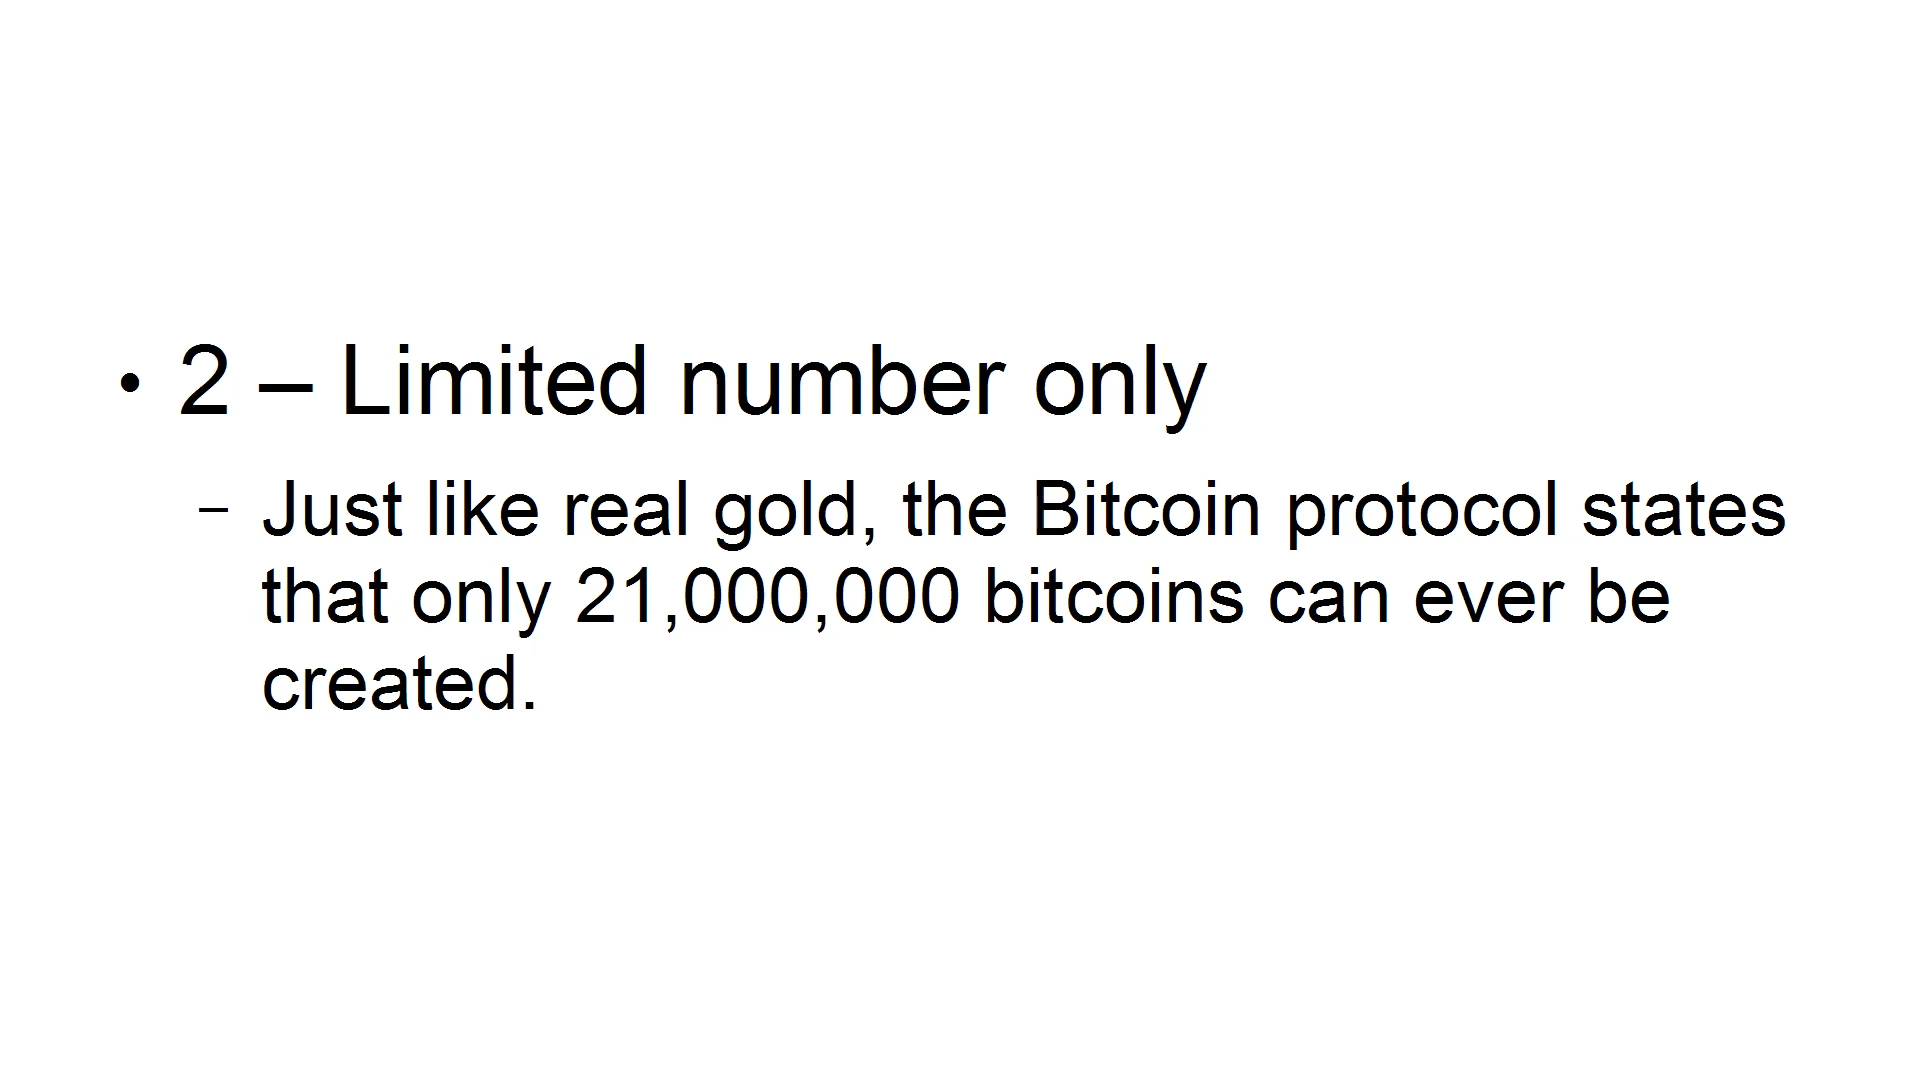 • 2 – Limited number only
– Just like real gold, the Bitcoin protocol states
that only 21,000,000 bitcoins can ever be
created.